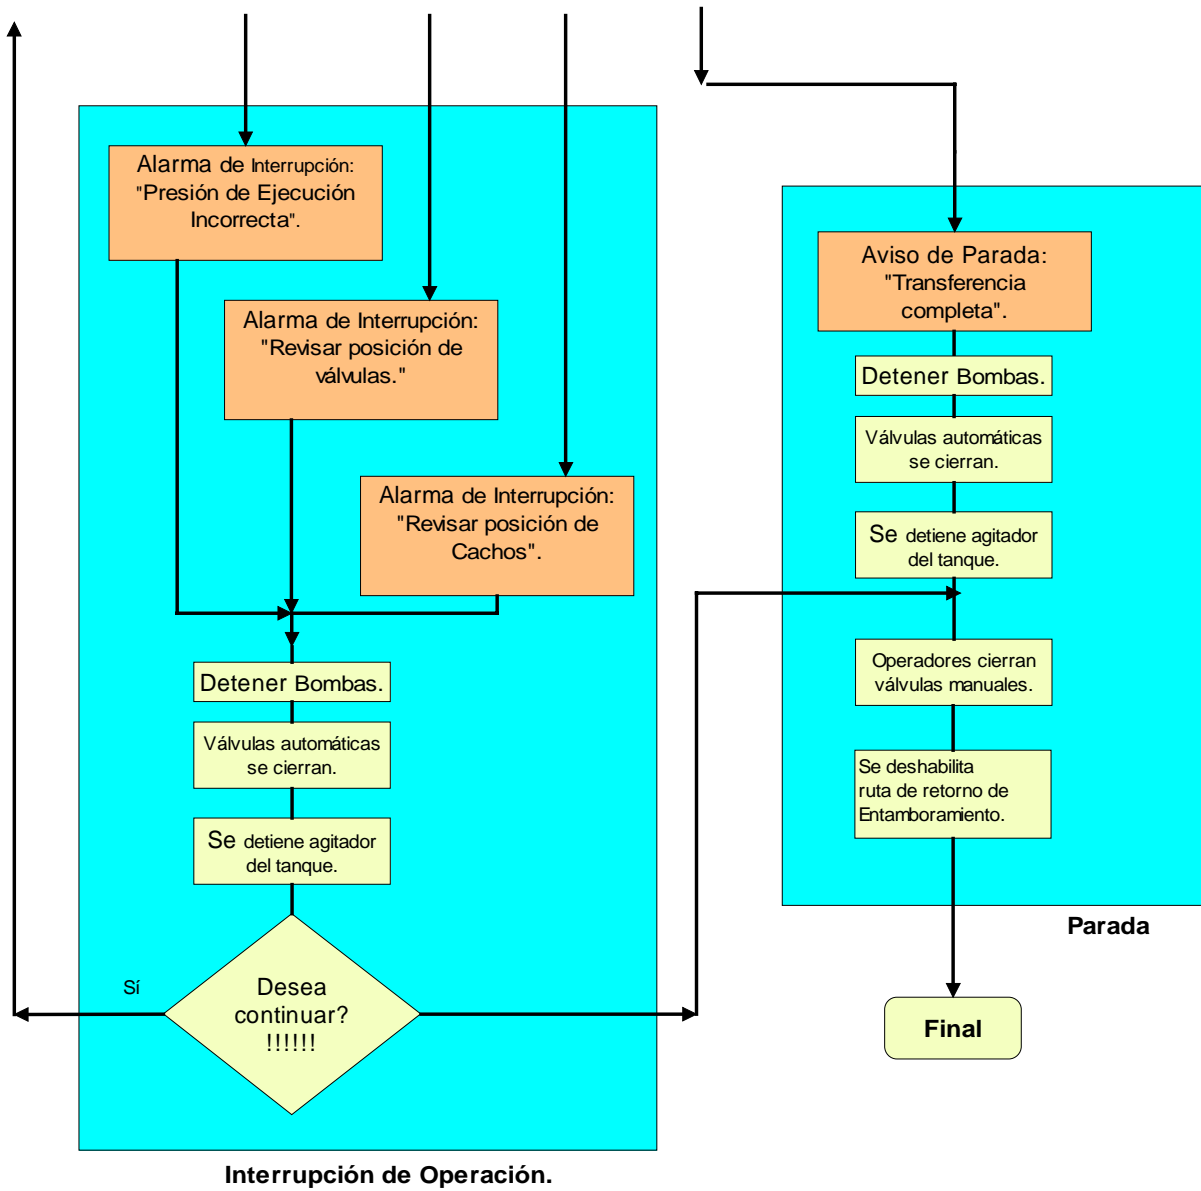 Alarma de Interrupción:
"Presión de Ejecución
Incorrecta".
Alarma de Interrupción:
"Revisar posición de
válvulas."
Alarma de Interrupción:
"Revisar posición de
Cachos".
Detener Bombas.
Válvulas automáticas
se cierran.
Se detiene agitador
del tanque.
Sí
Desea
continuar?
!!!!!!
Interrupción de Operación.
Aviso de Parada:
"Transferencia
completa".
Detener Bombas.
Válvulas automáticas
se cierran.
Se detiene agitador
del tanque.
Operadores cierran
válvulas manuales.
Se deshabilita
ruta de retorno de
Entamboramiento.
Parada
Final